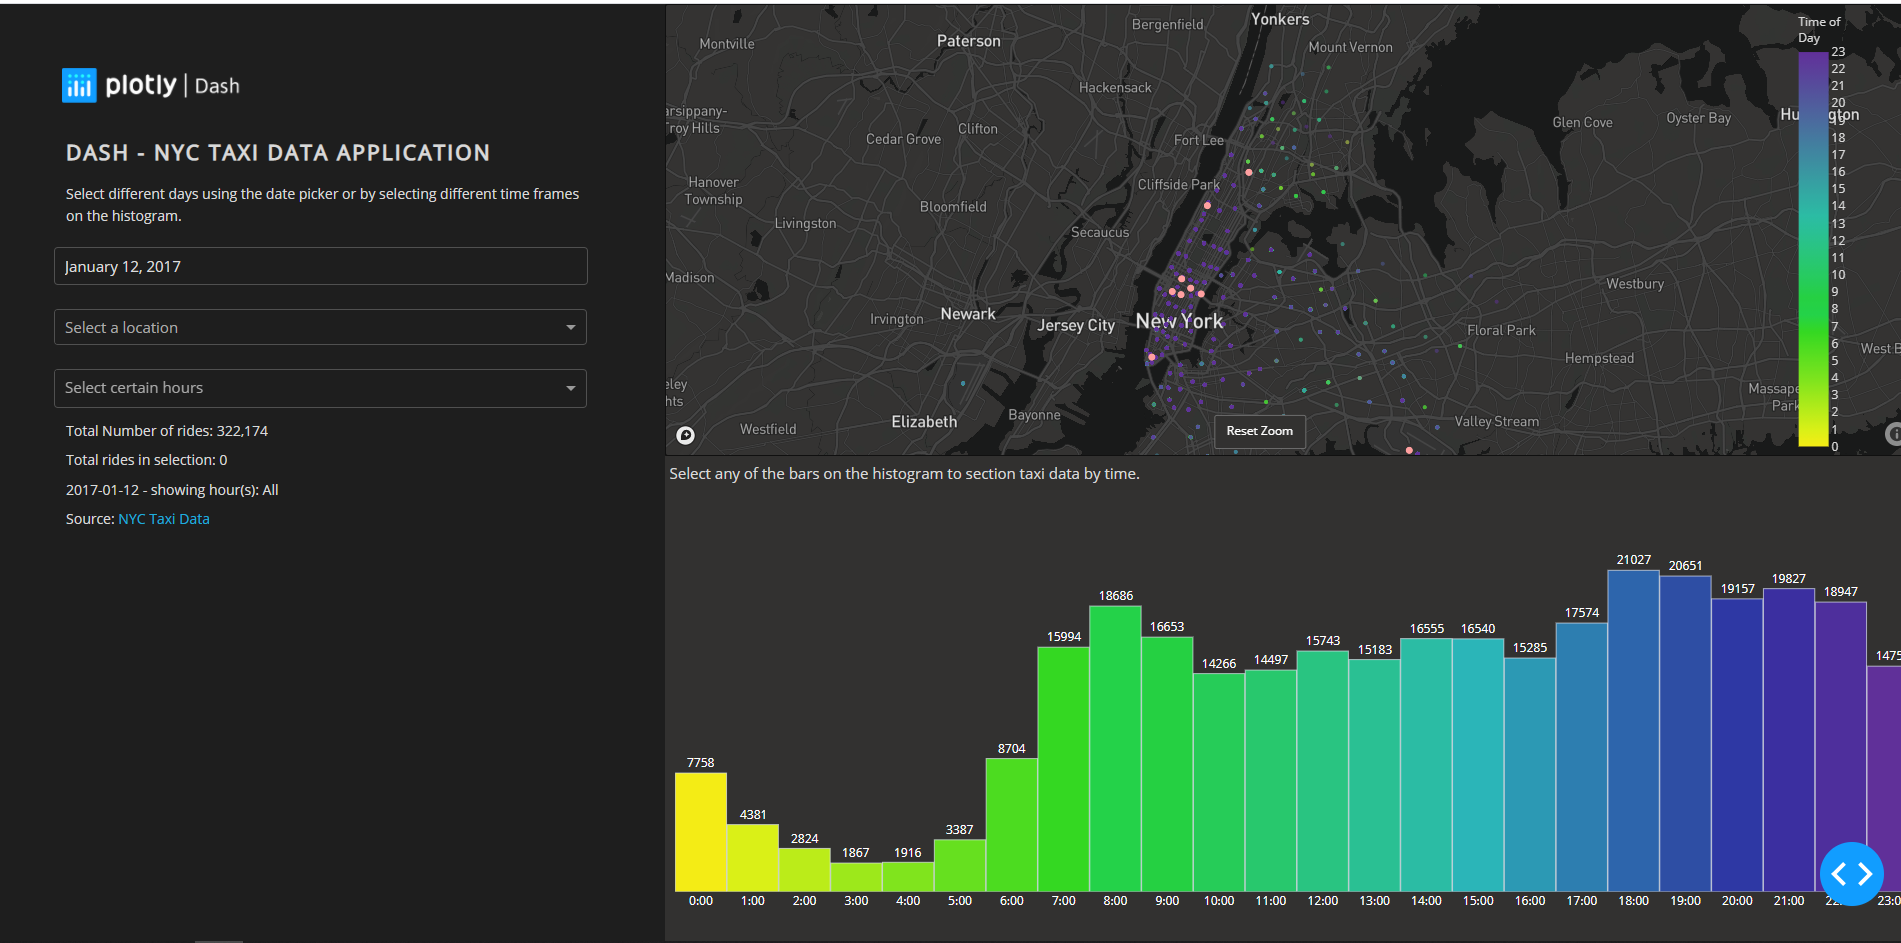 plotly | Dash
DASH - NYC TAXI DATA APPLICATION
Select different days using the date picker or by selecting different time frames
on the histogram.
January 12, 2017
Select a location
Select certain hours
Total Number of rides: 322,174
Total rides in selection: 0
2017-01-12 - showing hour(s): All
Source: NYC Taxi Data
Yonkers
Bergenfield
Paterson
Montville
Mount Vernon
Hackensack
arsippany-
Troy Hills
Cedar Grove
Clifton
Fort Lee
Glen Cove
Oyster Bay
Hanover
Township
Cliffside Park
Bloomfield
Livingston
Secaucus
Madison
Westbury
Irvington
Newark
Jersey City
New York
Floral Park
Hempstead
West B
eley
hts
Massape
Park
Bayonne
Elizabeth
Westfield
Valley Stream
Reset Zoom
Time of
Day
23
22
21
20
19
18
17
16
15
14
13
12
11
10
9
8
7
6
5
4
3
2
1
0
Select any of the bars on the histogram to section taxi data by time.
7758
4381
2824
1867
1916
3387
8704
15994
18686
16653
14266
14497
15743
15183
16555
16540
15285
17574
21027
20651
19157
19827
18947
1475
0:00
1:00
2:00
3:00
4:00
5:00
6:00
7:00
8:00
9:00
10:00
11:00
12:00
13:00
14:00
15:00
16:00
17:00
18:00
19:00
20:00
21:00
23:0